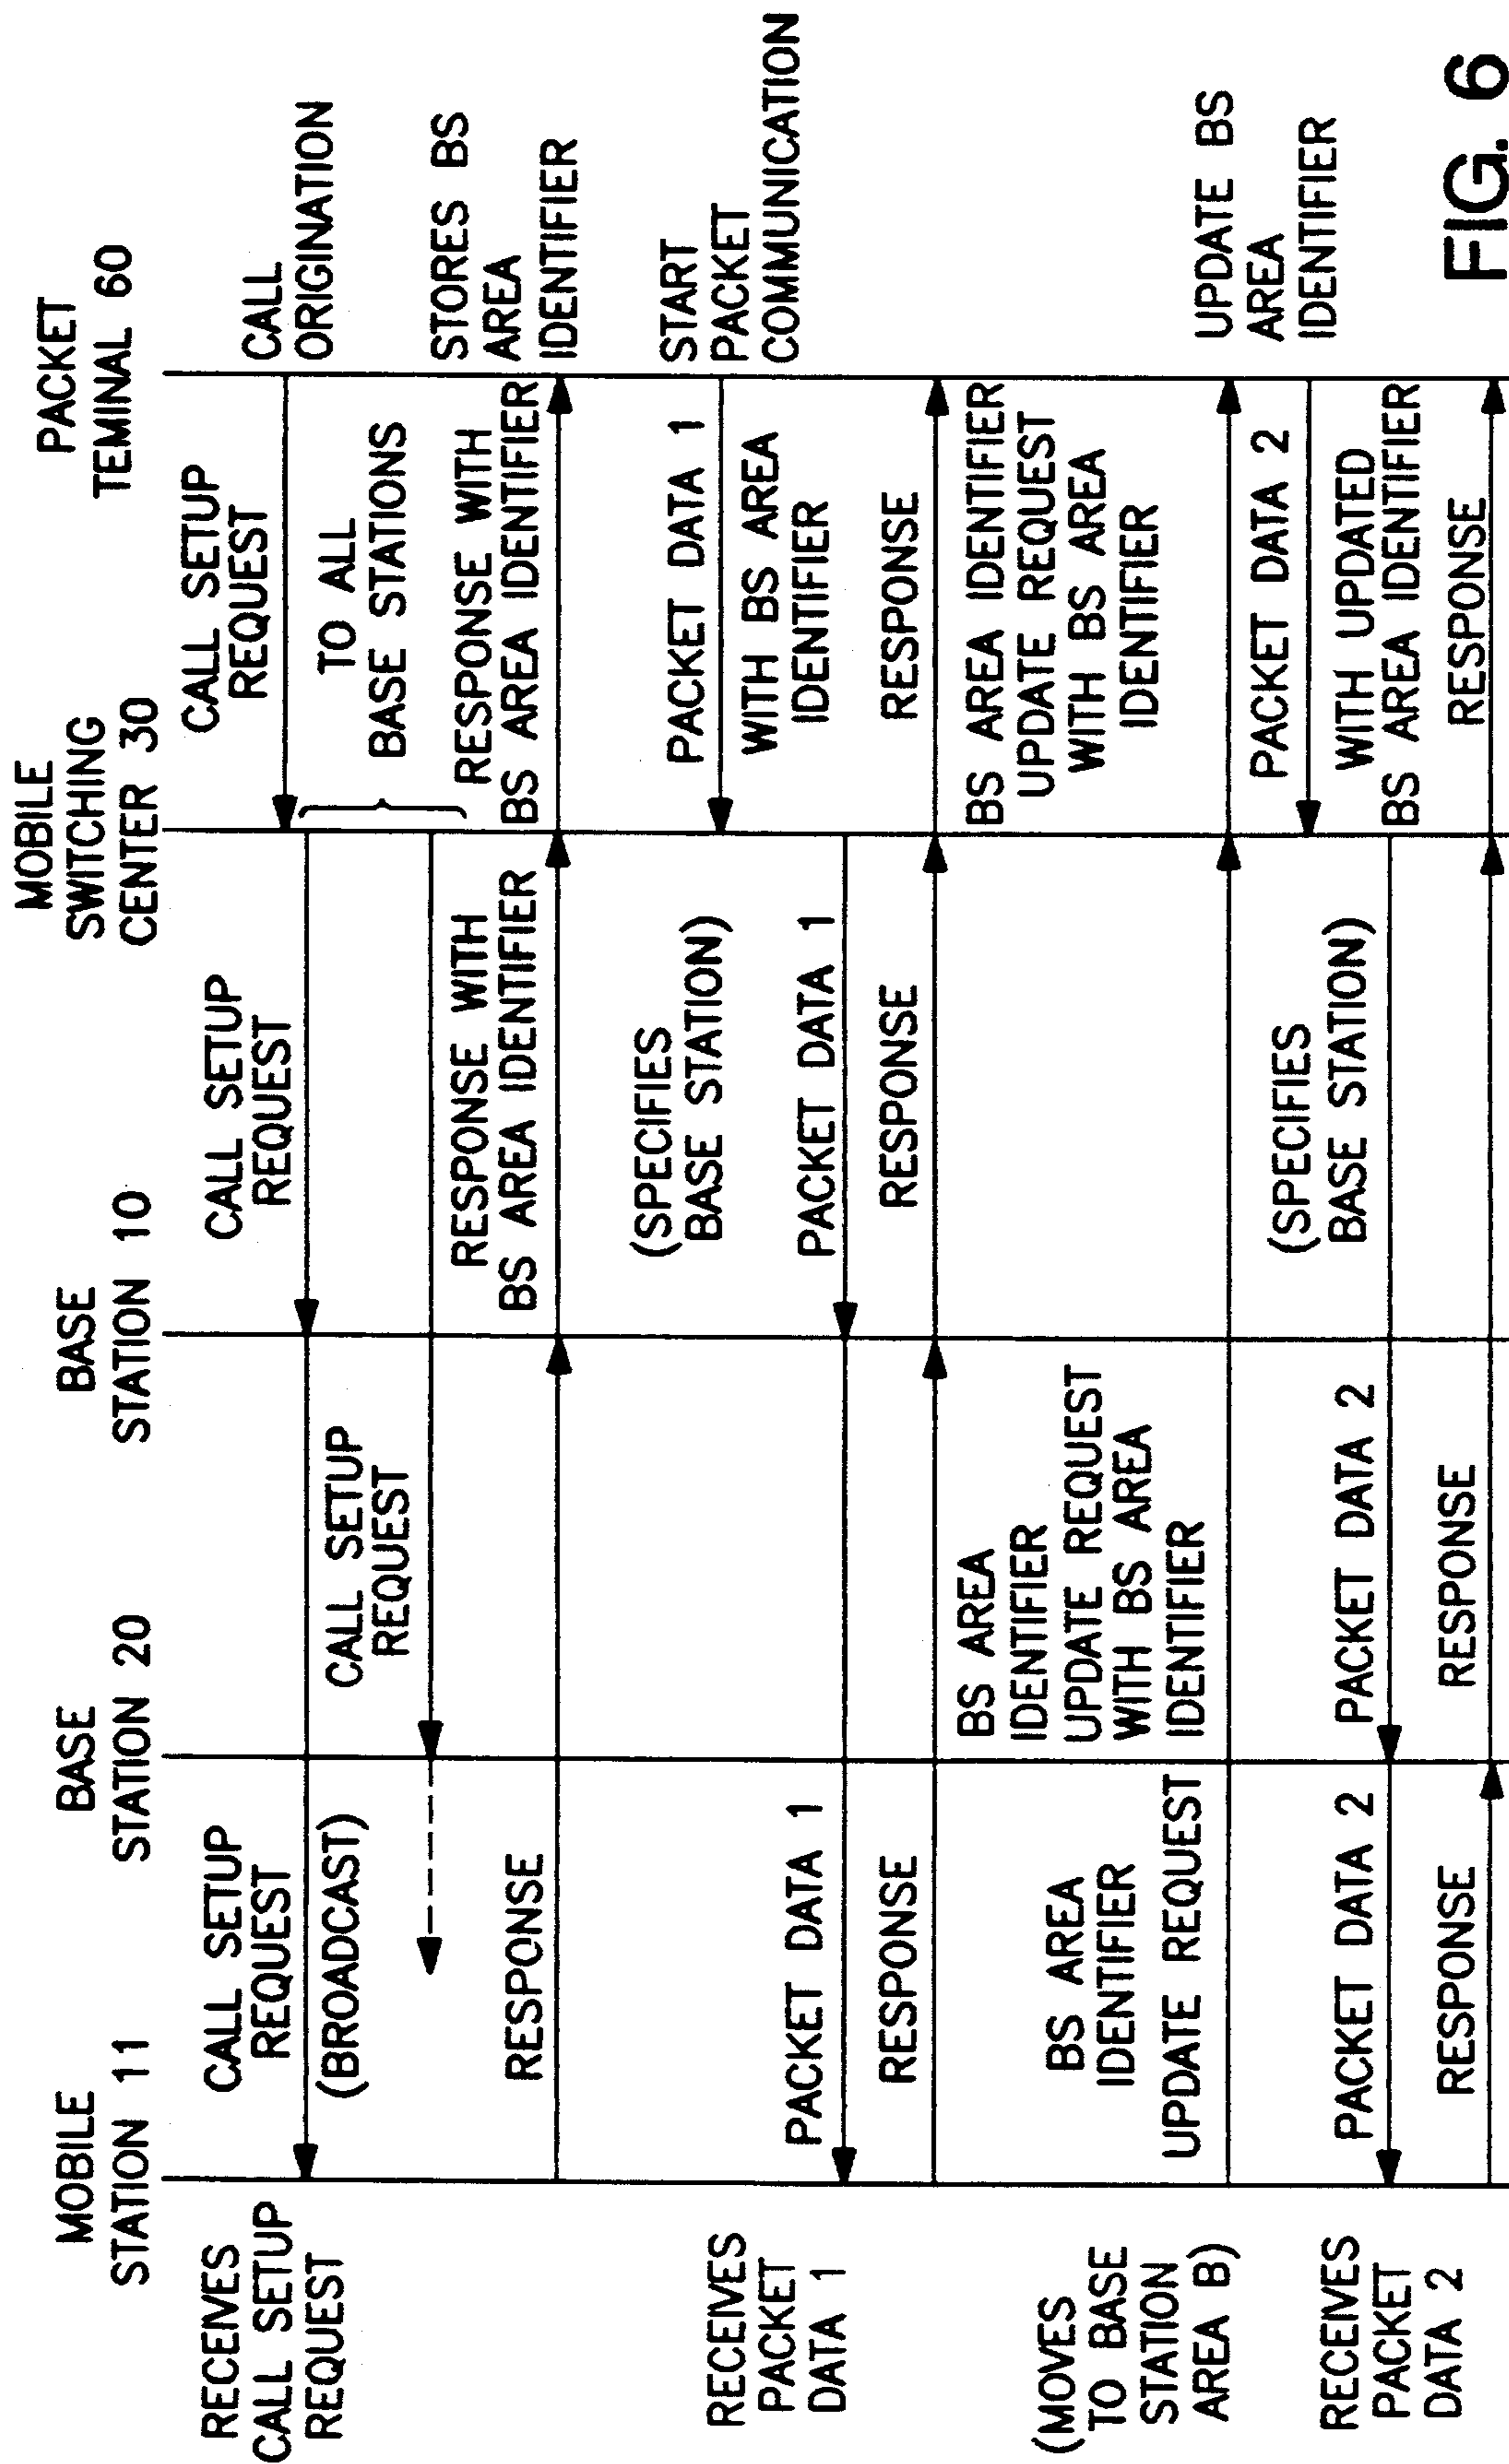 MOBILE
STATION 11
BASE
STATION 20
BASE
STATION 10
MOBILE
SWITCHING
CENTER 30
PACKET
TEMINAL 60
RECEIVES
CALL SETUP
REQUEST
CALL SETUP
REQUEST
(BROADCAST)
CALL SETUP
REQUEST
CALL SETUP
REQUEST
CALL SETUP
REQUEST
TO ALL
BASE STATIONS
CALL
ORIGINATION
RESPONSE
RESPONSE WITH
BS AREA IDENTIFIER
RESPONSE WITH
BS AREA IDENTIFIER
STORES BS
AREA
IDENTIFIER
RECEIVES
PACKET
DATA 1
PACKET DATA 1
(SPECIFIES
BASE STATION)
PACKET DATA 1
PACKET DATA 1
WITH BS AREA
IDENTIFIER
START
PACKET
COMMUNICATION
RESPONSE
RESPONSE
RESPONSE
(MOVES
TO BASE
STATION
AREA B)
BS AREA
IDENTIFIER
UPDATE REQUEST
BS AREA
IDENTIFIER
UPDATE REQUEST
WITH BS AREA
IDENTIFIER
BS AREA IDENTIFIER
UPDATE REQUEST
WITH BS AREA
IDENTIFIER
UPDATE BS
AREA
IDENTIFIER
RECEIVES
PACKET
DATA 2
PACKET DATA 2
PACKET DATA 2
(SPECIFIES
BASE STATION)
PACKET DATA 2
WITH UPDATED
BS AREA IDENTIFIER
RESPONSE
RESPONSE
RESPONSE
FIG. 6